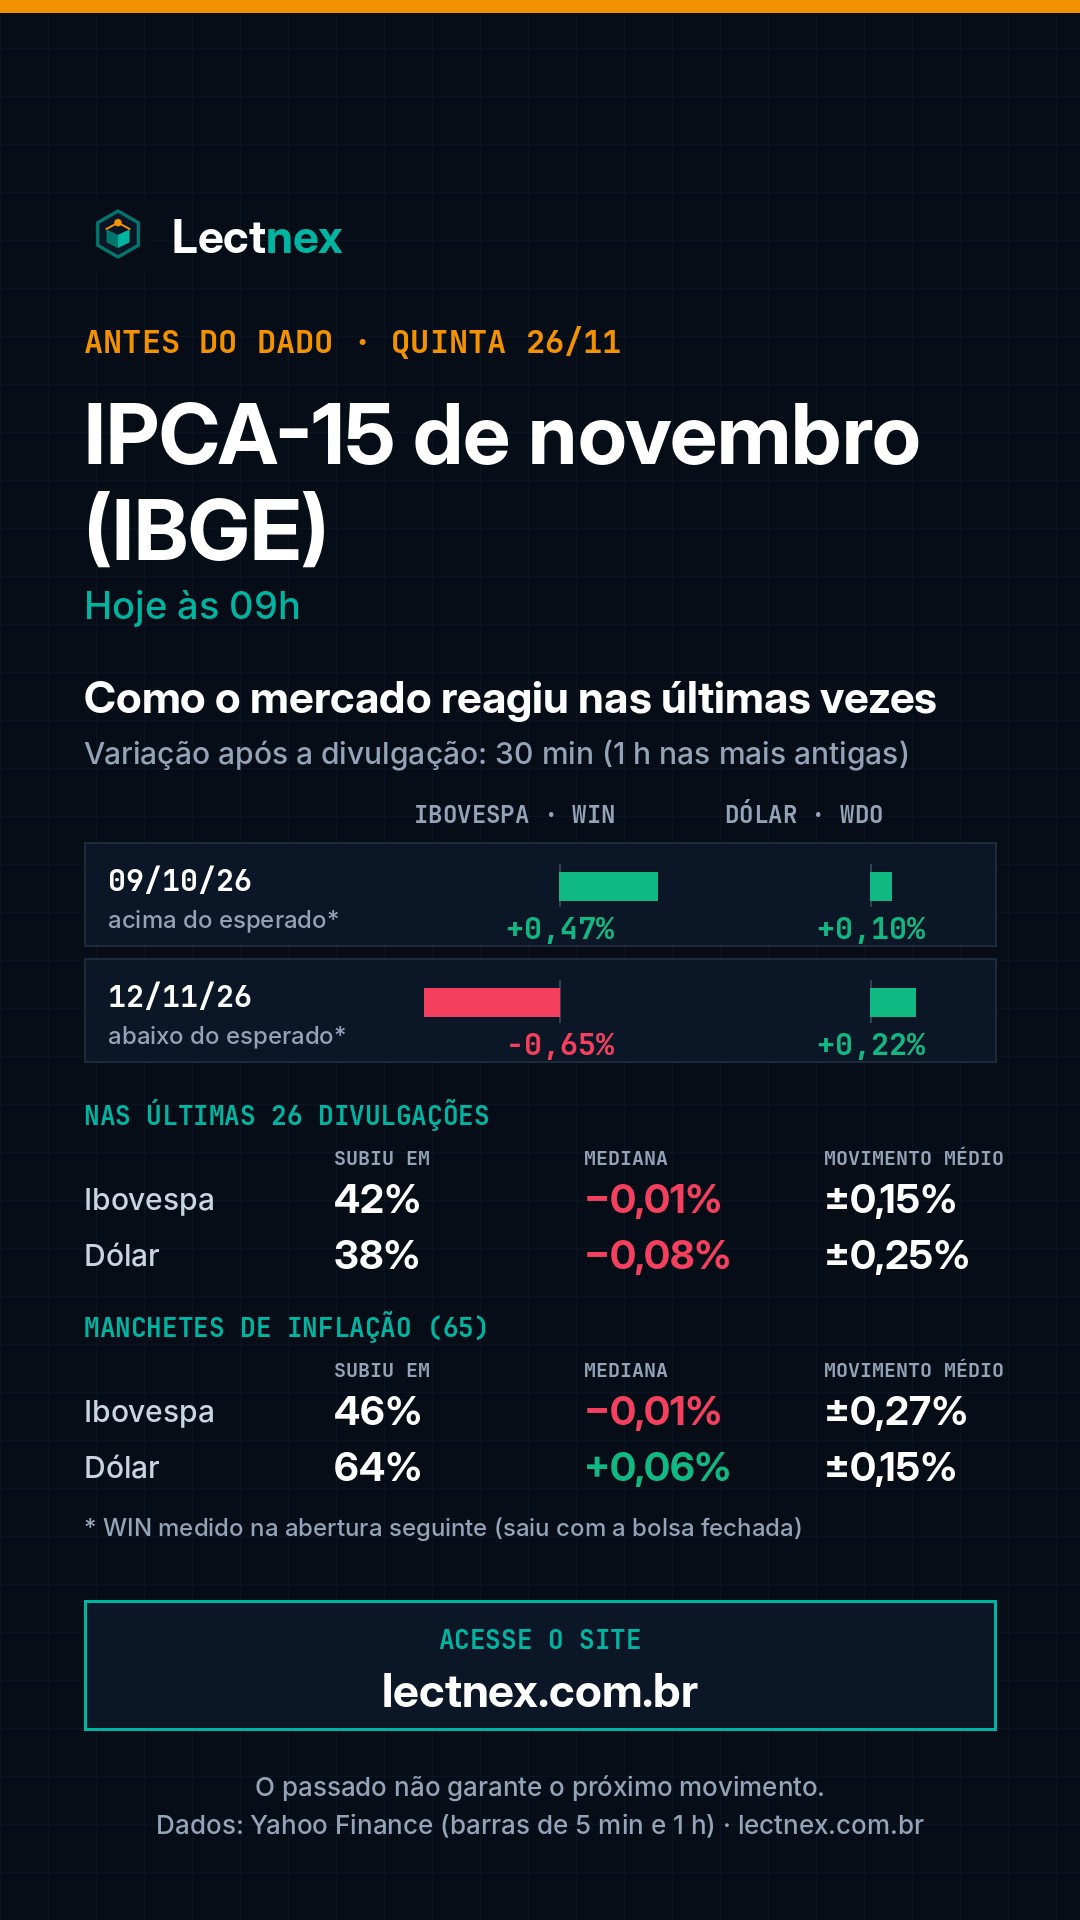 Lectnex
ANTES DO DADO · QUINTA 26/11
IPCA-15 de novembro
(IBGE)
Hoje às 09h
Como o mercado reagiu nas últimas vezes
Variação após a divulgação: 30 min (1 h nas mais antigas)
IBOVESPA · WIN DÓLAR · WDO
09/10/26
acima do esperado*
+0,47% +0,10%
12/11/26
abaixo do esperado*
-0,65% +0,22%
NAS ÚLTIMAS 26 DIVULGAÇÕES
SUBIU EM MEDIANA MOVIMENTO MÉDIO
Ibovespa 42% −0,01% ±0,15%
Dólar 38% −0,08% ±0,25%
MANCHETES DE INFLAÇÃO (65)
SUBIU EM MEDIANA MOVIMENTO MÉDIO
Ibovespa 46% −0,01% ±0,27%
Dólar 64% +0,06% ±0,15%
* WIN medido na abertura seguinte (saiu com a bolsa fechada)
ACESSE O SITE
lectnex.com.br
O passado não garante o próximo movimento.
Dados: Yahoo Finance (barras de 5 min e 1 h) · lectnex.com.br